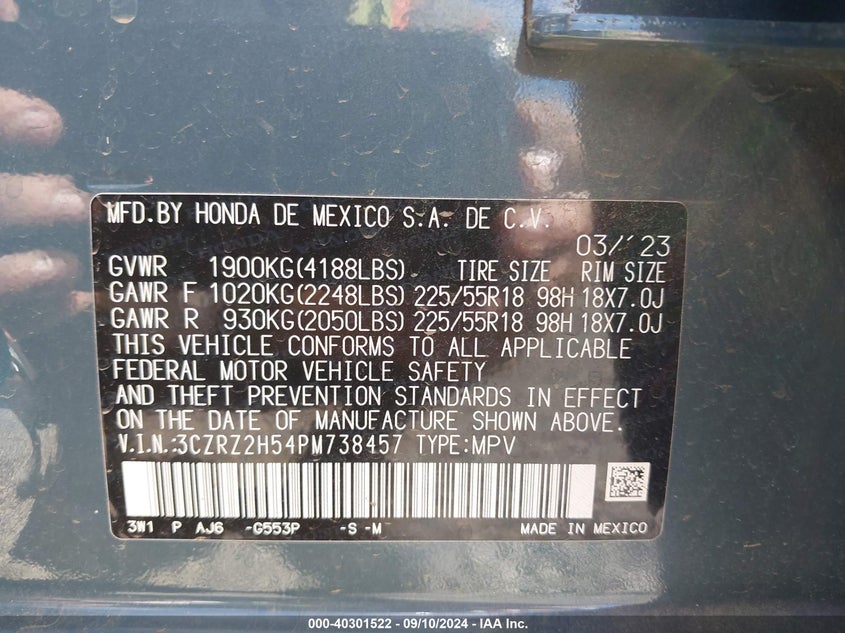 MFD.BY HONDA DE MEXICO S.A. DE C.V.
03/'23
GVWR 1900KG(4188LBS) TIRE SIZE RIM SIZE
GAWR F 1020KG(2248LBS) 225/55R18 98H 18X7.0J
GAWR R 930KG(2050LBS) 225/55R18 98H 18X7.0J
THIS VEHICLE CONFORMS TO ALL APPLICABLE
FEDERAL MOTOR VEHICLE SAFETY
AND THEFT PREVENTION STANDARDS IN EFFECT
ON THE DATE OF MANUFACTURE SHOWN ABOVE.
V.I.N.:3CZRZ2H54PM738457 TYPE:MPV
3W1 P AJ6 -G553P -S -M MADE IN MEXICO
000-40301522 - 09/10/2024 - IAA Inc.